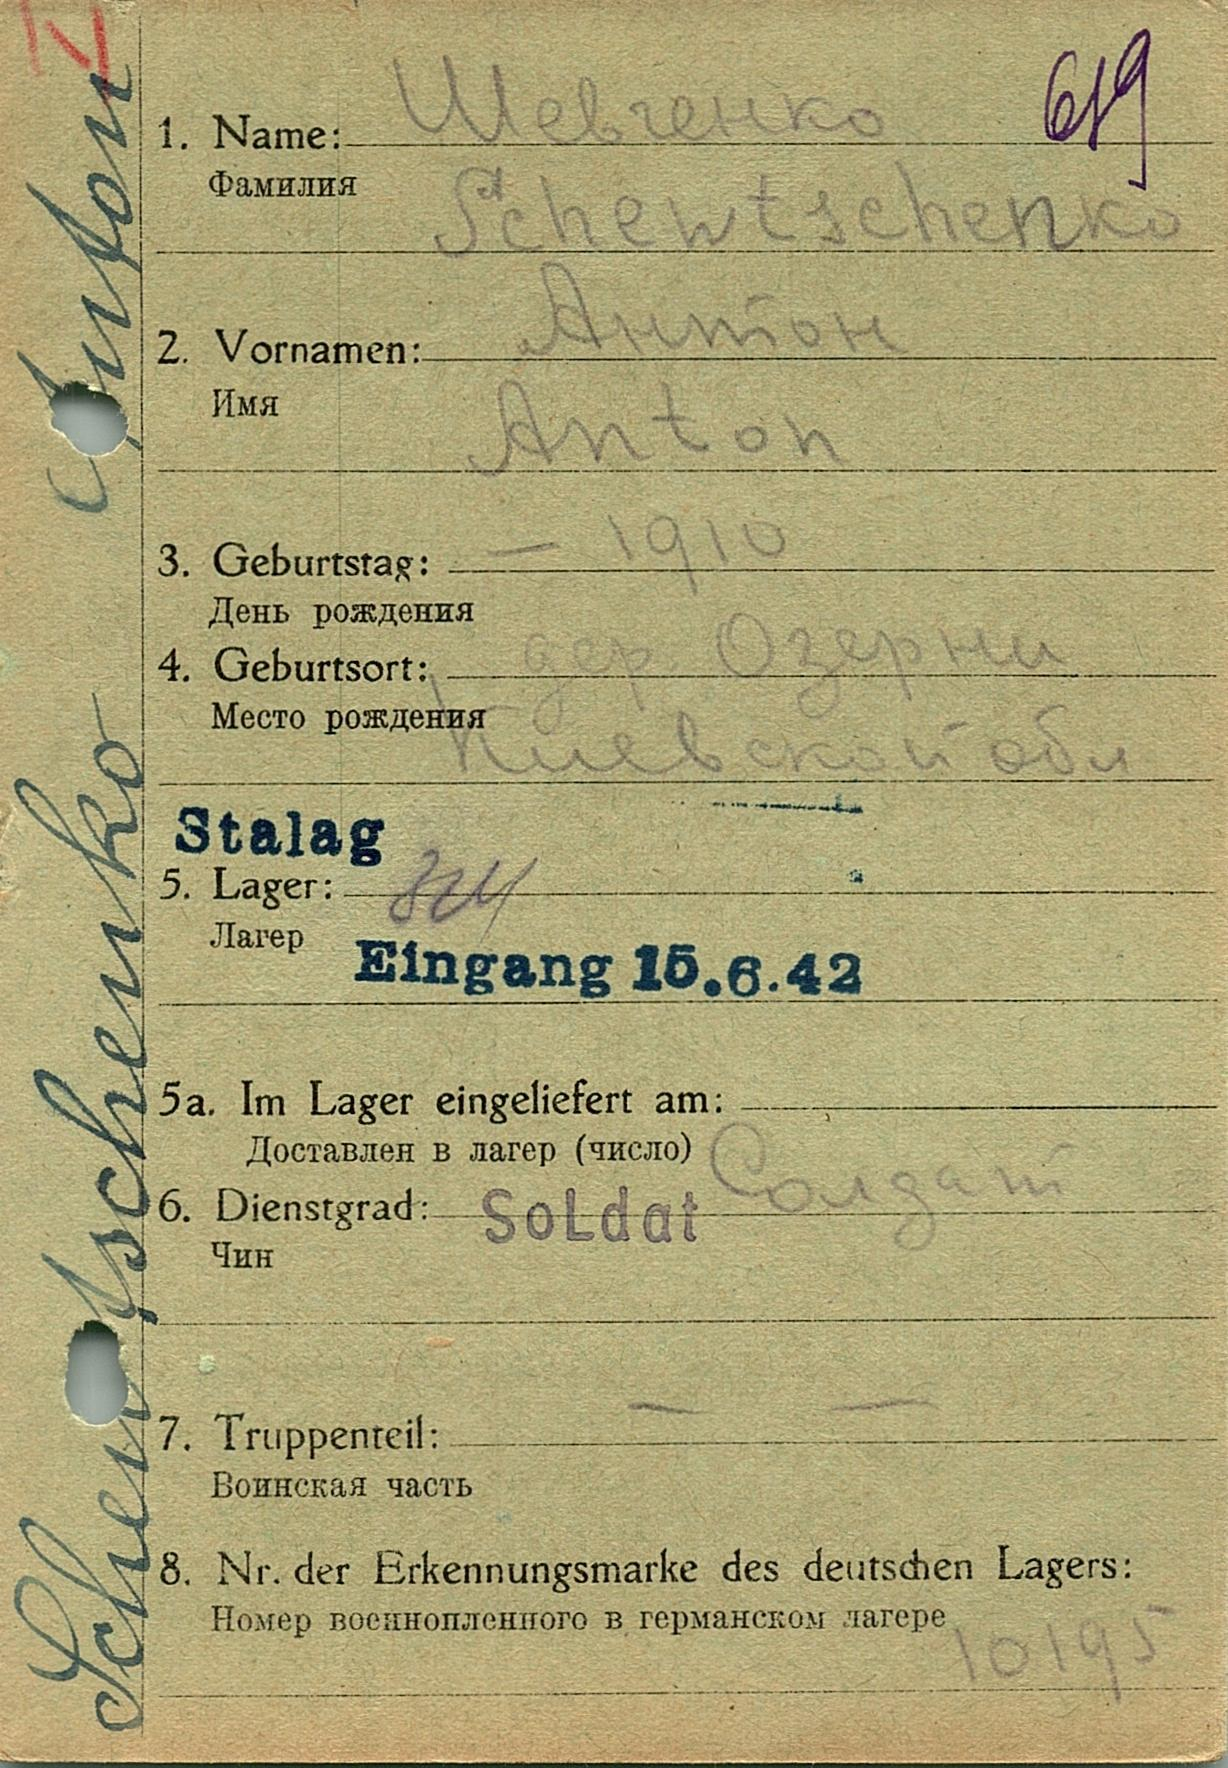 619
1. Name: Шевченко
Фамилия
Schewtschenko
2. Vornamen: Антон
Имя
Anton
3. Geburtstag: — 1910
День рождения
4. Geburtsort: дер Озерни
Место рождения
Киевской обл
Stalag
5. Lager:
Лагер
Eingang 15.6.42
5a. Im Lager eingeliefert am:
Доставлен в лагер (число)
6. Dienstgrad: Soldat Солдат
Чин
7. Truppenteil: — —
Воинская часть
8. Nr. der Erkennungsmarke des deutschen Lagers:
Номер военнопленного в германском лагере
10195
Schewtschenko Anton